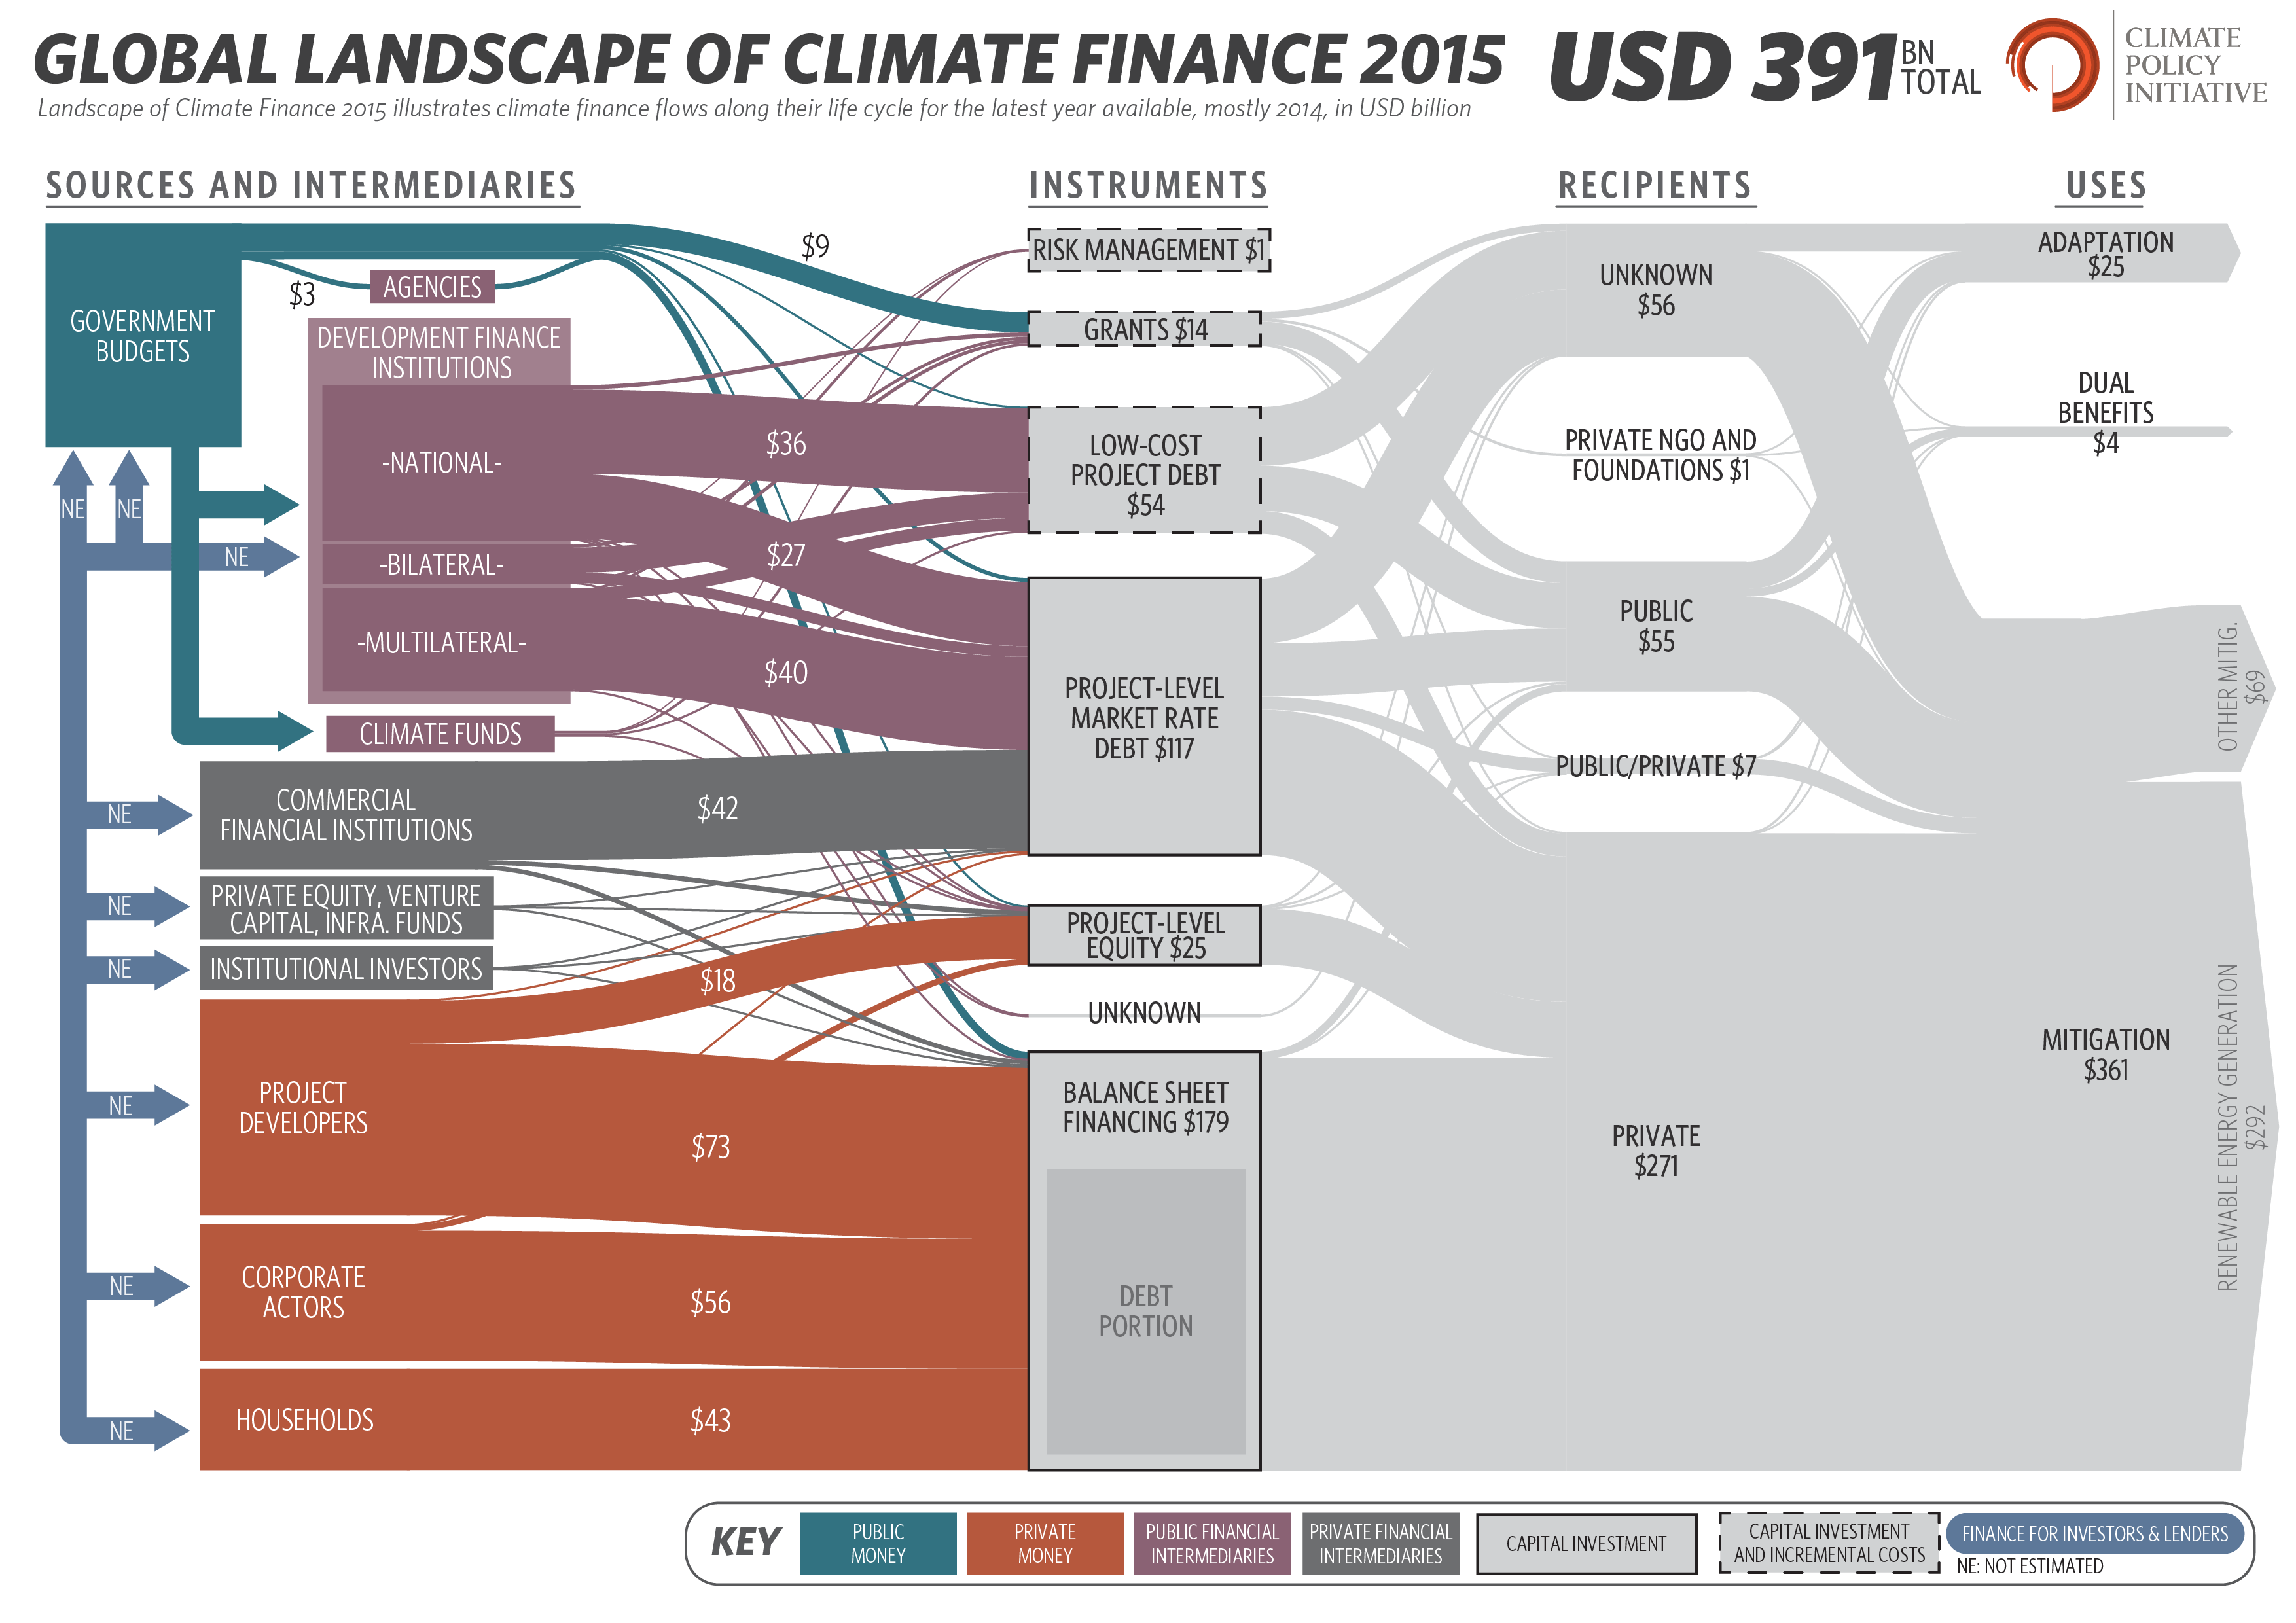 GLOBAL LANDSCAPE OF CLIMATE FINANCE 2015
USD 391 BN TOTAL
CLIMATE
POLICY
INITIATIVE
Landscape of Climate Finance 2015 illustrates climate finance flows along their life cycle for the latest year available, mostly 2014, in USD billion
SOURCES AND INTERMEDIARIES
INSTRUMENTS
RECIPIENTS
USES
GOVERNMENT
BUDGETS
$3
AGENCIES
$9
DEVELOPMENT FINANCE
INSTITUTIONS
-NATIONAL-
-BILATERAL-
-MULTILATERAL-
CLIMATE FUNDS
NE
NE
NE
$36
$27
$40
COMMERCIAL
FINANCIAL INSTITUTIONS
NE
$42
PRIVATE EQUITY, VENTURE
CAPITAL, INFRA. FUNDS
NE
INSTITUTIONAL INVESTORS
NE
$18
PROJECT
DEVELOPERS
NE
$73
CORPORATE
ACTORS
NE
$56
HOUSEHOLDS
NE
$43
RISK MANAGEMENT $1
GRANTS $14
LOW-COST
PROJECT DEBT
$54
PROJECT-LEVEL
MARKET RATE
DEBT $117
PROJECT-LEVEL
EQUITY $25
UNKNOWN
BALANCE SHEET
FINANCING $179
DEBT
PORTION
UNKNOWN
$56
PRIVATE NGO AND
FOUNDATIONS $1
PUBLIC
$55
PUBLIC/PRIVATE $7
PRIVATE
$271
ADAPTATION
$25
DUAL
BENEFITS
$4
OTHER MITIG.
$69
MITIGATION
$361
RENEWABLE ENERGY GENERATION
$292
KEY
PUBLIC
MONEY
PRIVATE
MONEY
PUBLIC FINANCIAL
INTERMEDIARIES
PRIVATE FINANCIAL
INTERMEDIARIES
CAPITAL INVESTMENT
CAPITAL INVESTMENT
AND INCREMENTAL COSTS
FINANCE FOR INVESTORS & LENDERS
NE: NOT ESTIMATED